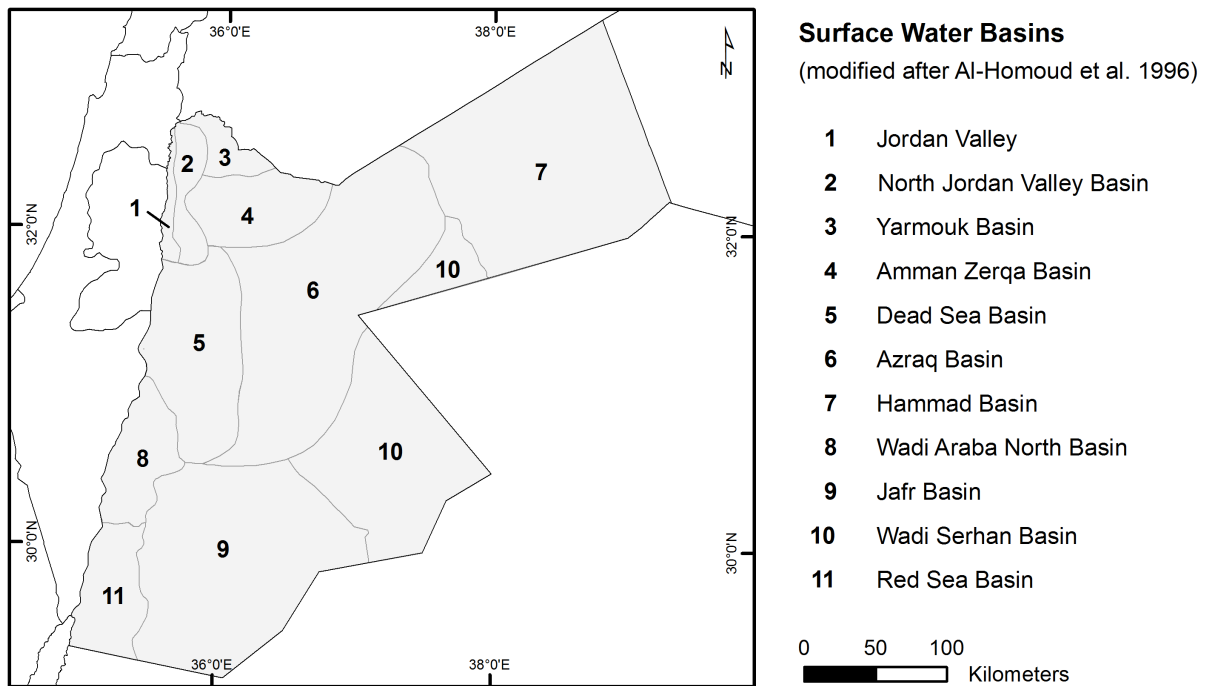 36°0'E
38°0'E
N
3
2
7
1
4
32°0'N
32°0'N
10
6
5
10
8
9
30°0'N
30°0'N
11
36°0'E
38°0'E
Surface Water Basins
(modified after Al-Homoud et al. 1996)
1 Jordan Valley
2 North Jordan Valley Basin
3 Yarmouk Basin
4 Amman Zerqa Basin
5 Dead Sea Basin
6 Azraq Basin
7 Hammad Basin
8 Wadi Araba North Basin
9 Jafr Basin
10 Wadi Serhan Basin
11 Red Sea Basin
0 50 100
Kilometers